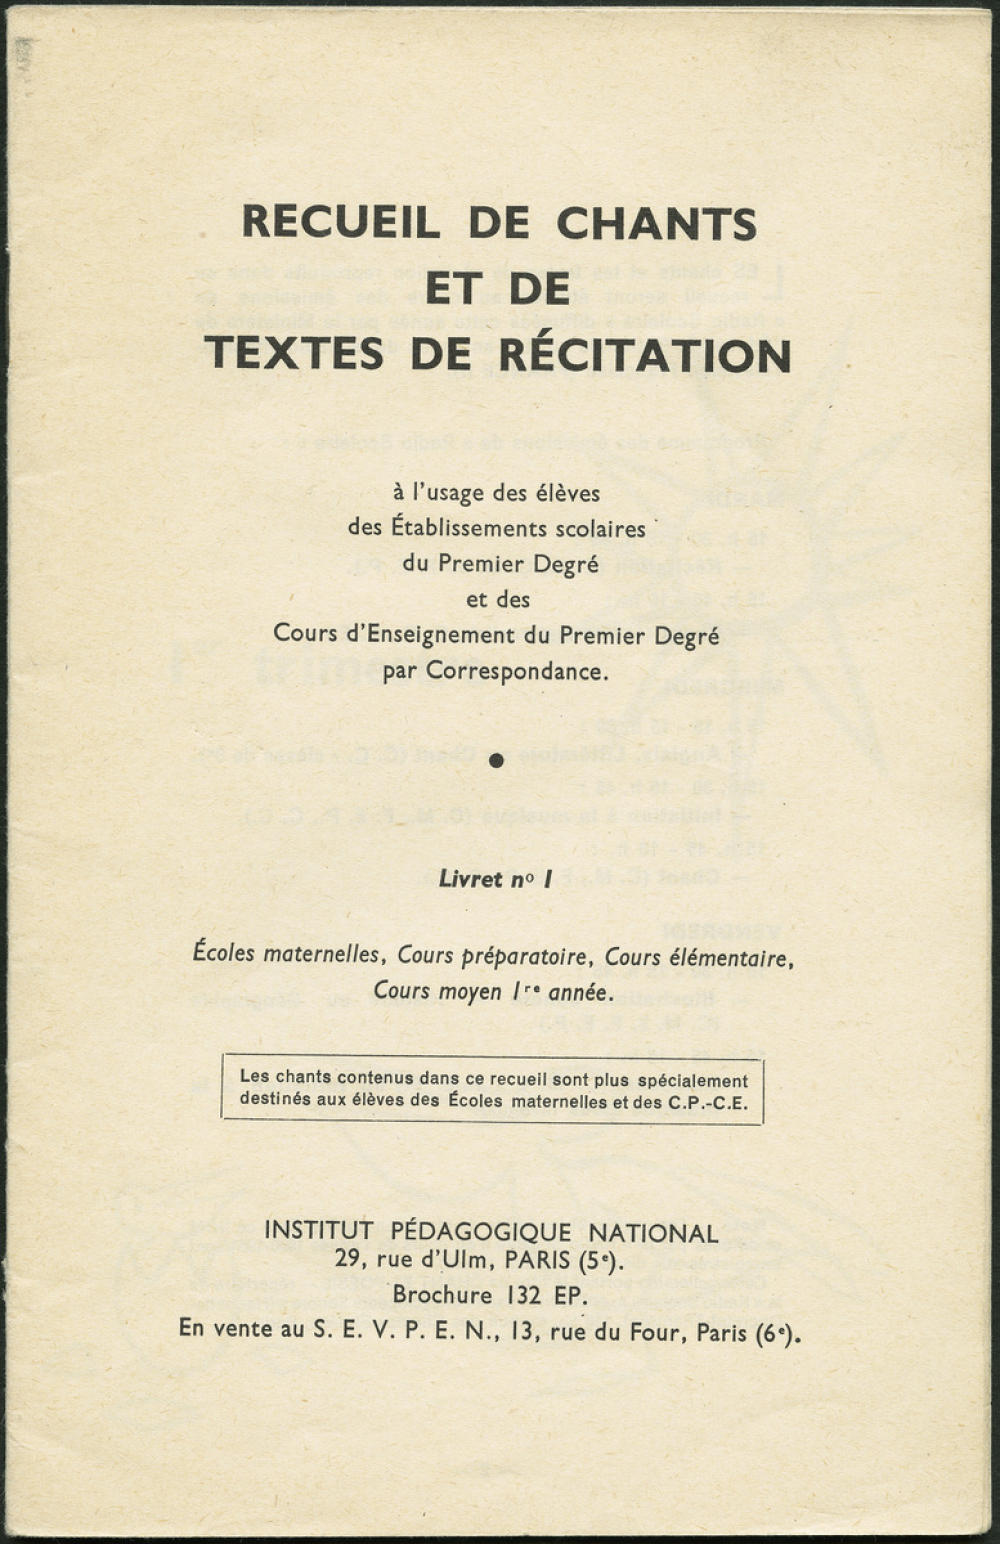 RECUEIL DE CHANTS
ET DE
TEXTES DE RÉCITATION
à l'usage des élèves
des Établissements scolaires
du Premier Degré
et des
Cours d'Enseignement du Premier Degré
par Correspondance.
●
Livret nº I
Écoles maternelles, Cours préparatoire, Cours élémentaire,
Cours moyen Iʳᵉ année.
Les chants contenus dans ce recueil sont plus spécialement
destinés aux élèves des Écoles maternelles et des C.P.-C.E.
INSTITUT PÉDAGOGIQUE NATIONAL
29, rue d'Ulm, PARIS (5ᵉ).
Brochure 132 EP.
En vente au S. E. V. P. E. N., 13, rue du Four, Paris (6ᵉ).